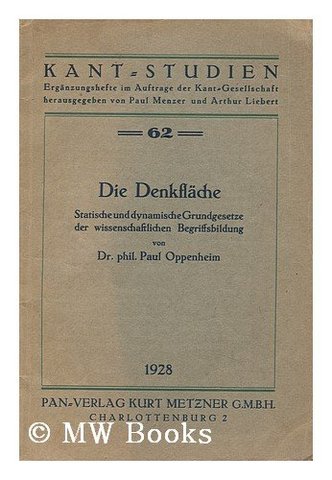 KANT-STUDIEN
Ergänzungshefte im Auftrage der Kant-Gesellschaft
herausgegeben von Paul Menzer und Arthur Liebert
62
Die Denkfläche
Statische und dynamische Grundgesetze
der wissenschaftlichen Begriffsbildung
von
Dr. phil. Paul Oppenheim
1928
PAN-VERLAG KURT METZNER G.M.B.H.
CHARLOTTENBURG 2
© MW Books